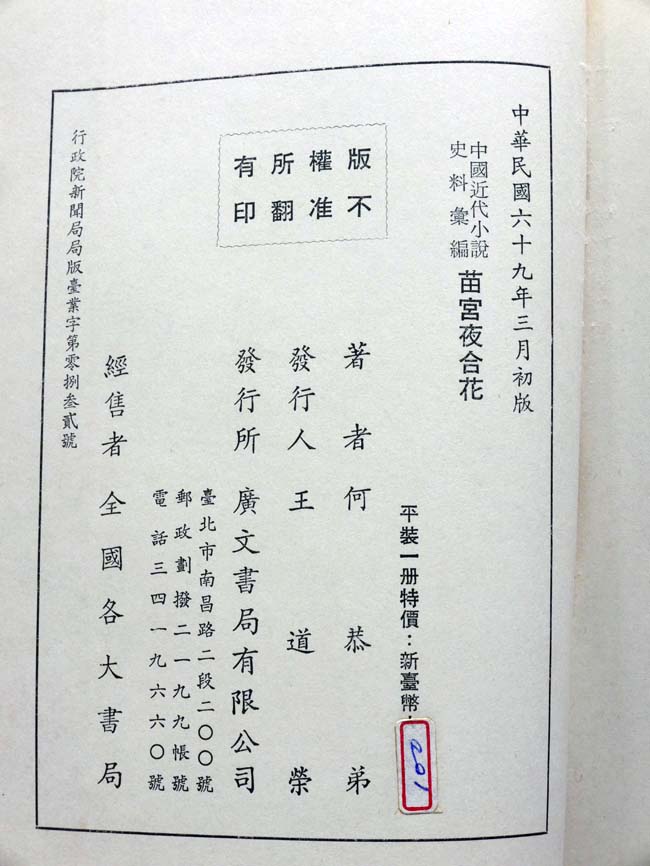 中華民國六十九年三月初版
中國近代小說
史料彙編
苗宮夜合花
平裝一册特價：新臺幣
201
版權所有
不准翻印
著者何恭弟
發行人王道榮
發行所廣文書局有限公司
臺北市南昌路二段二〇〇號
郵政劃撥二一九九帳號
電話三四一九六六〇號
經售者全國各大書局
行政院新聞局局版臺業字第零捌叁貳號